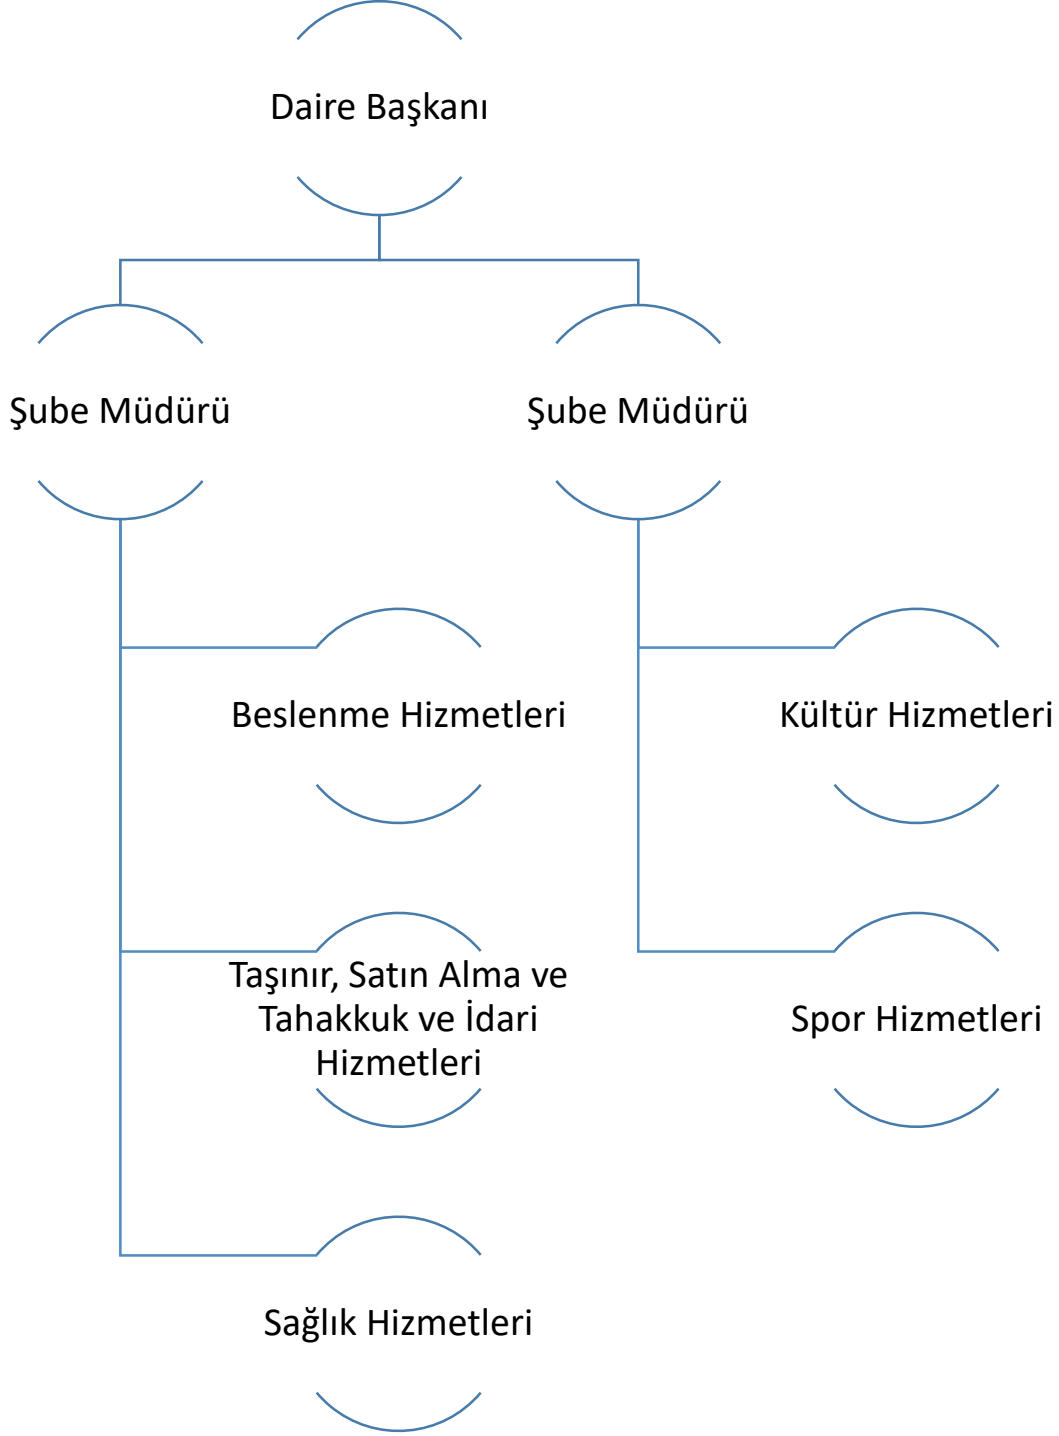 Daire Başkanı
Şube Müdürü
Şube Müdürü
Beslenme Hizmetleri
Kültür Hizmetleri
Taşınır, Satın Alma ve
Tahakkuk ve İdari
Hizmetleri
Spor Hizmetleri
Sağlık Hizmetleri